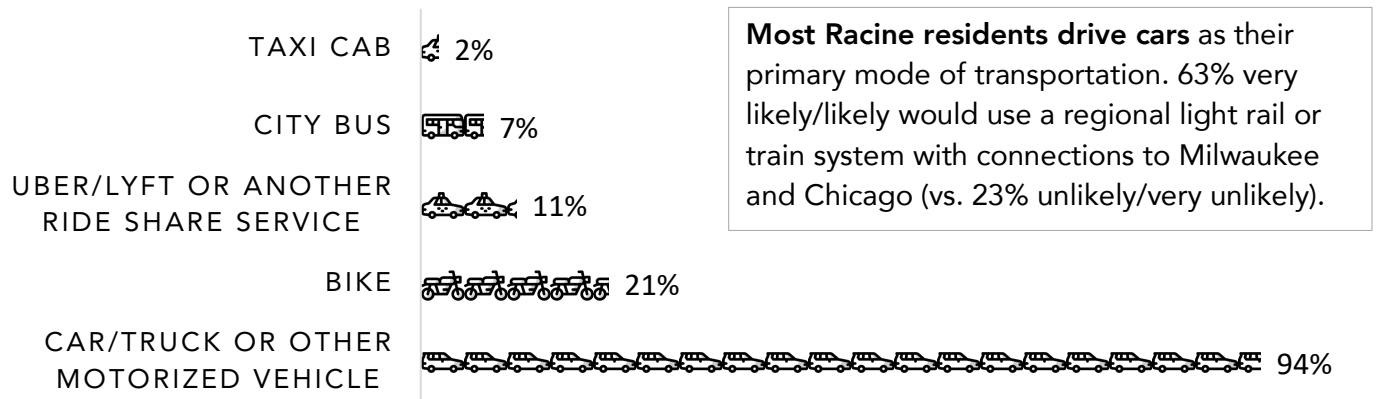 TAXI CAB
2%
CITY BUS
7%
UBER/LYFT OR ANOTHER
RIDE SHARE SERVICE
11%
BIKE
21%
CAR/TRUCK OR OTHER
MOTORIZED VEHICLE
94%
Most Racine residents drive cars as their
primary mode of transportation. 63% very
likely/likely would use a regional light rail or
train system with connections to Milwaukee
and Chicago (vs. 23% unlikely/very unlikely).